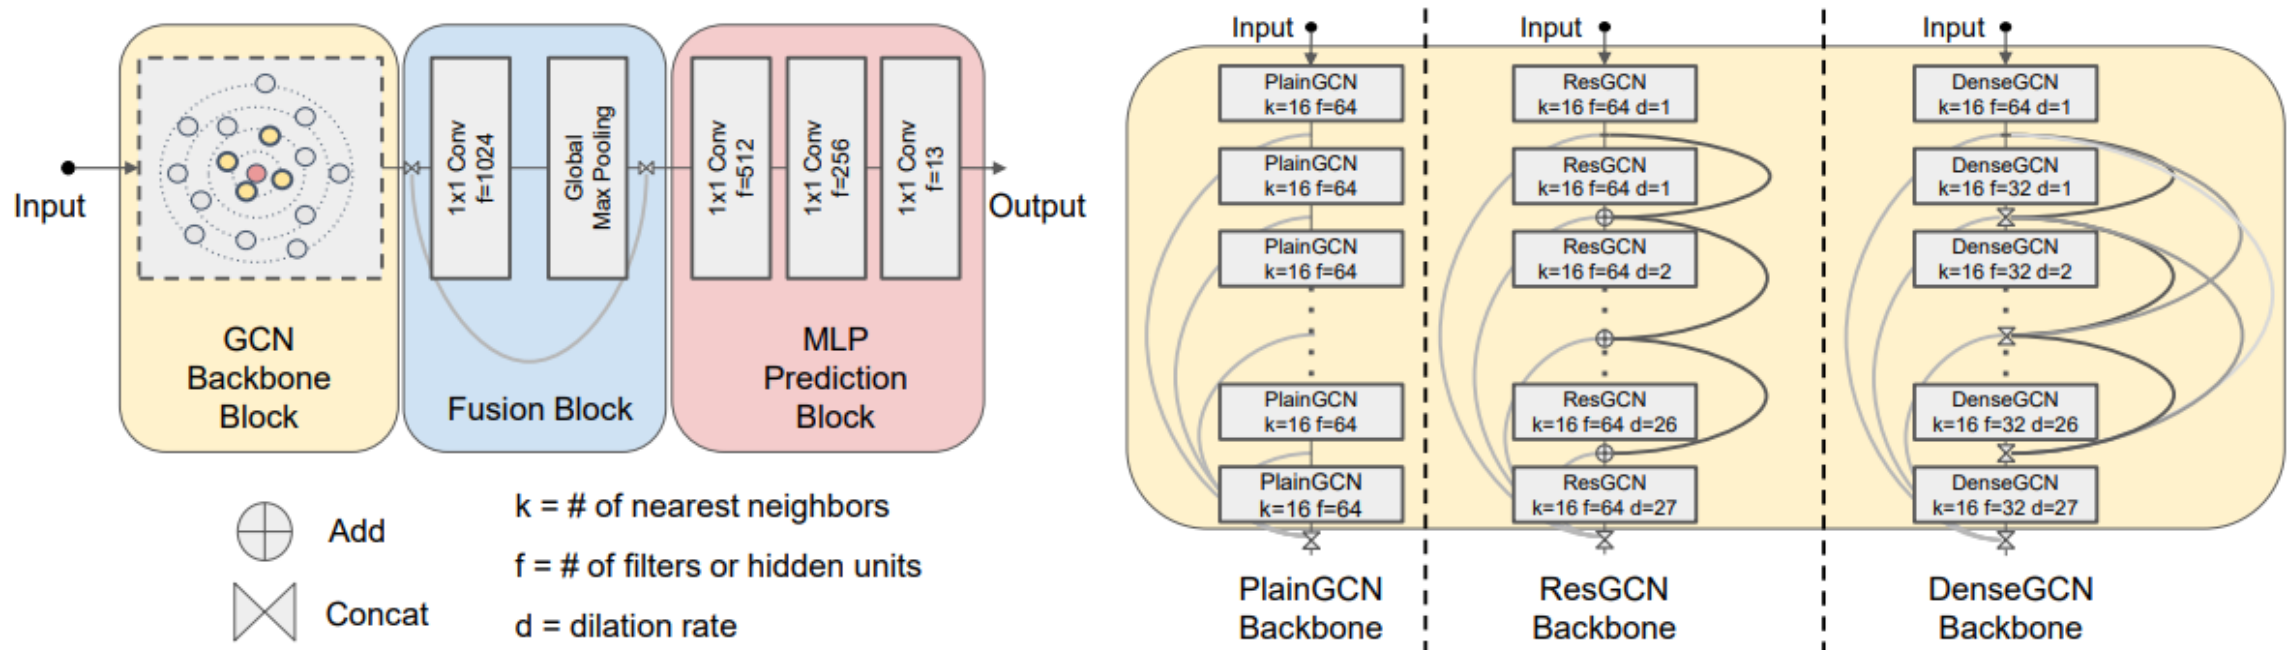 Input
1x1 Conv
f=1024
Global
Max Pooling
1x1 Conv
f=512
1x1 Conv
f=256
1x1 Conv
f=13
Output
GCN
Backbone
Block
Fusion Block
MLP
Prediction
Block
Add
Concat
k = # of nearest neighbors
f = # of filters or hidden units
d = dilation rate
Input
PlainGCN
k=16 f=64
PlainGCN
k=16 f=64
PlainGCN
k=16 f=64
PlainGCN
k=16 f=64
PlainGCN
k=16 f=64
PlainGCN
Backbone
Input
ResGCN
k=16 f=64 d=1
ResGCN
k=16 f=64 d=1
ResGCN
k=16 f=64 d=2
ResGCN
k=16 f=64 d=26
ResGCN
k=16 f=64 d=27
ResGCN
Backbone
Input
DenseGCN
k=16 f=64 d=1
DenseGCN
k=16 f=32 d=1
DenseGCN
k=16 f=32 d=2
DenseGCN
k=16 f=32 d=26
DenseGCN
k=16 f=32 d=27
DenseGCN
Backbone